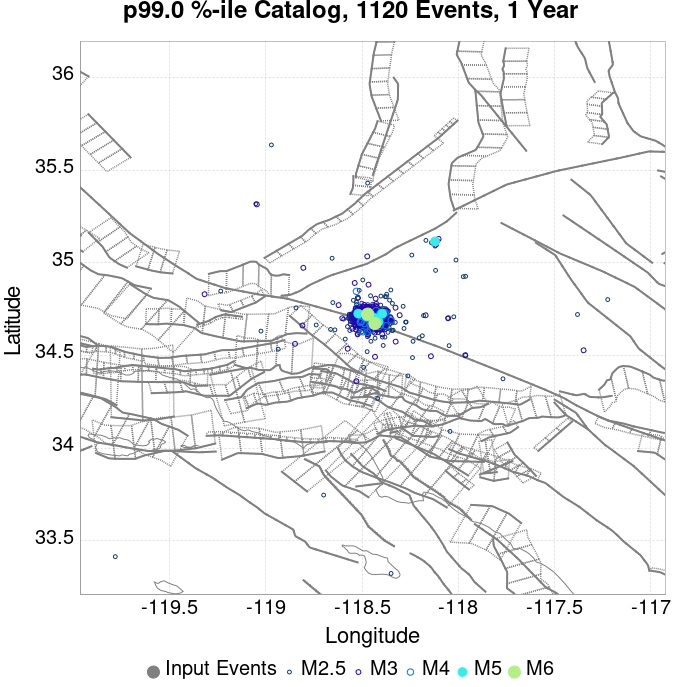 p99.0 %-ile Catalog, 1120 Events, 1 Year
36
35.5
35
34.5
34
33.5
Latitude
-119.5 -119 -118.5 -118 -117.5 -117
Longitude
Input Events M2.5 M3 M4 M5 M6